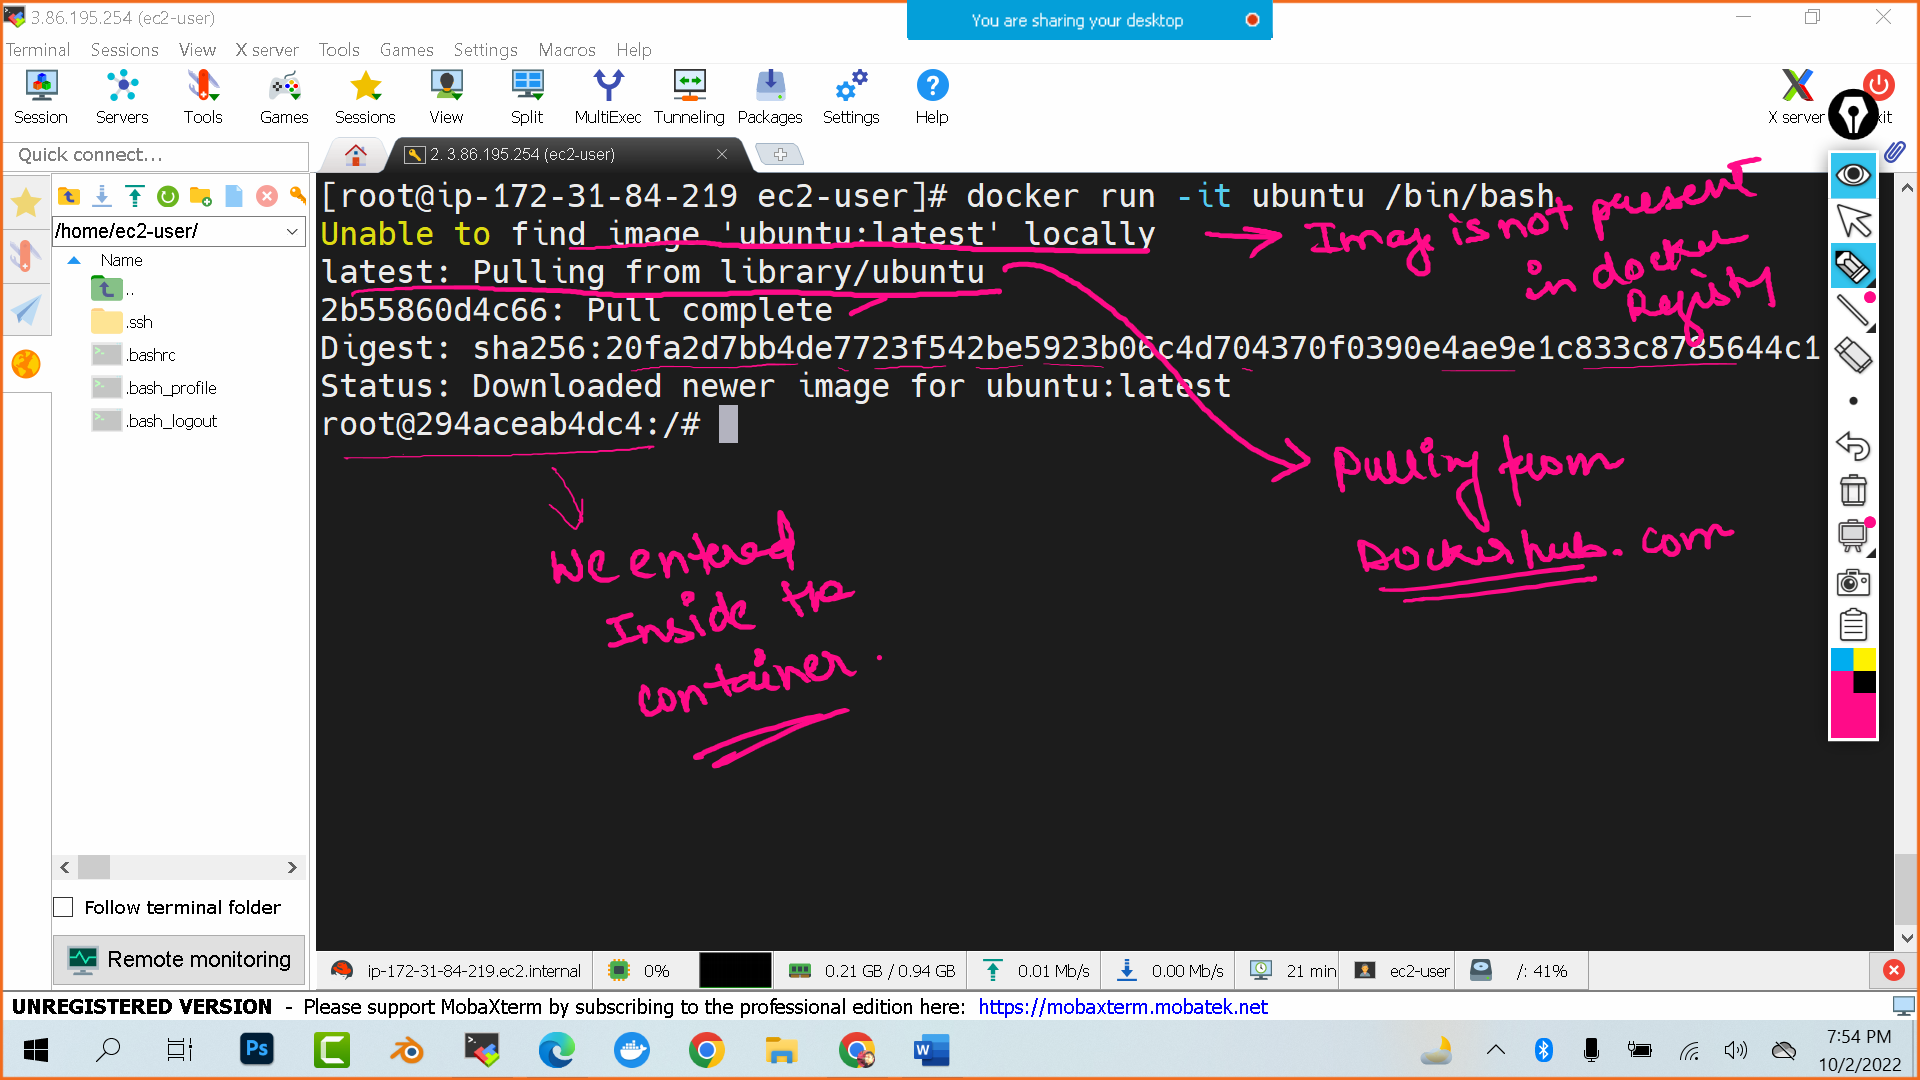 3.86.195.254 (ec2-user)
You are sharing your desktop
Terminal Sessions View X server Tools Games Settings Macros Help
Session Servers Tools Games Sessions View Split MultiExec Tunneling Packages Settings Help
X server
Quick connect...
2. 3.86.195.254 (ec2-user)
/home/ec2-user/
Name
..
.ssh
.bashrc
.bash_profile
.bash_logout
[root@ip-172-31-84-219 ec2-user]# docker run -it ubuntu /bin/bash
Unable to find image 'ubuntu:latest' locally
latest: Pulling from library/ubuntu
2b55860d4c66: Pull complete
Digest: sha256:20fa2d7bb4de7723f542be5923b06c4d704370f0390e4ae9e1c833c8785644c1
Status: Downloaded newer image for ubuntu:latest
root@294aceab4dc4:/#
Imag is not present
in docker
Registy
Pulling from
Dockerhub.com
We entered
Inside the
container.
Follow terminal folder
Remote monitoring
ip-172-31-84-219.ec2.internal 0% 0.21 GB / 0.94 GB 0.01 Mb/s 0.00 Mb/s 21 min ec2-user /: 41%
UNREGISTERED VERSION - Please support MobaXterm by subscribing to the professional edition here: https://mobaxterm.mobatek.net
Ps
7:54 PM
10/2/2022